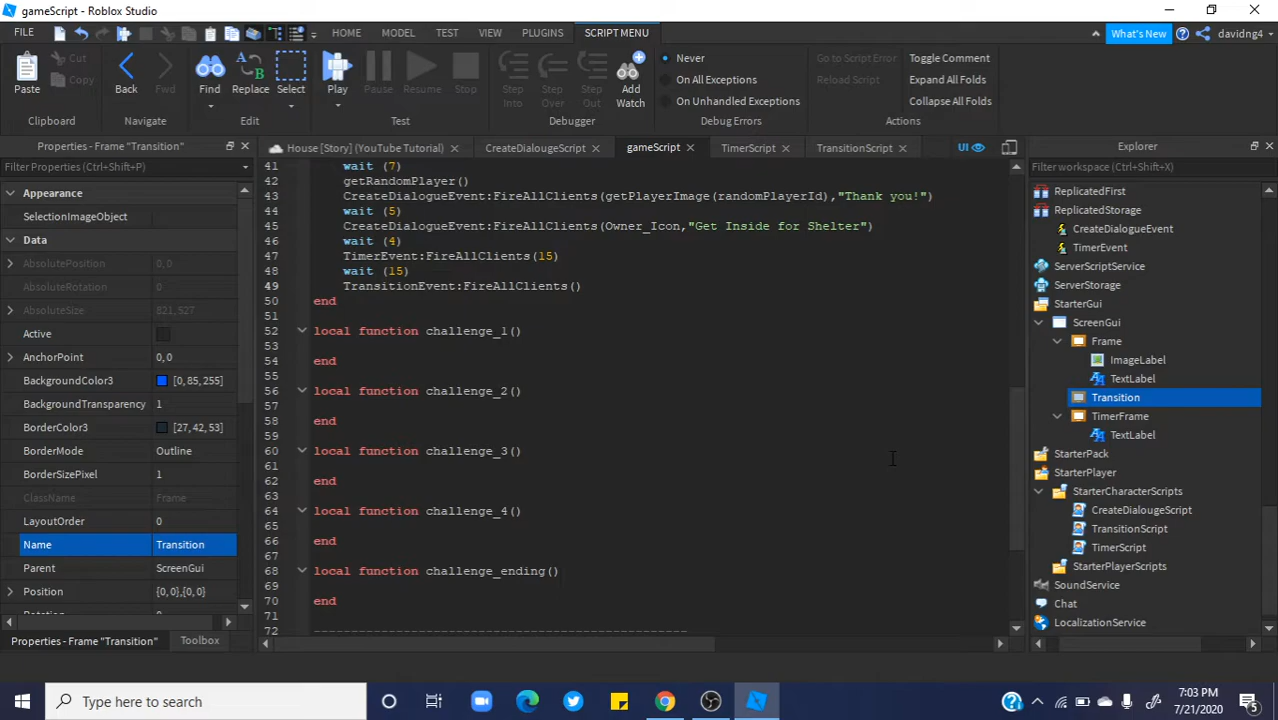 gameScript - Roblox Studio
FILE
HOME
MODEL
TEST
VIEW
PLUGINS
SCRIPT MENU
What's New
davidng4
Paste
Cut
Copy
Back
Fwd
Find
Replace
Select
Play
Pause
Resume
Stop
Step Into
Step Over
Step Out
Add Watch
Never
On All Exceptions
On Unhandled Exceptions
Go to Script Error
Reload Script
Toggle Comment
Expand All Folds
Collapse All Folds
Clipboard
Navigate
Edit
Test
Debugger
Debug Errors
Actions
Properties - Frame "Transition"
House [Story] (YouTube Tutorial)
CreateDialougeScript
gameScript
TimerScript
TransitionScript
UI
Explorer
Filter Properties (Ctrl+Shift+P)
Appearance
SelectionImageObject
Data
AbsolutePosition 0, 0
AbsoluteRotation 0
AbsoluteSize 821, 527
Active
AnchorPoint 0, 0
BackgroundColor3 [0, 85, 255]
BackgroundTransparency 1
BorderColor3 [27, 42, 53]
BorderMode Outline
BorderSizePixel 1
ClassName Frame
LayoutOrder 0
Name Transition
Parent ScreenGui
Position {0, 0},{0, 0}
Properties - Frame "Transition"
Toolbox
41 wait (7)
42 getRandomPlayer()
43 CreateDialogueEvent:FireAllClients(getPlayerImage(randomPlayerId),"Thank you!")
44 wait (5)
45 CreateDialogueEvent:FireAllClients(Owner_Icon,"Get Inside for Shelter")
46 wait (4)
47 TimerEvent:FireAllClients(15)
48 wait (15)
49 TransitionEvent:FireAllClients()
50 end
51
52 local function challenge_1()
53
54 end
55
56 local function challenge_2()
57
58 end
59
60 local function challenge_3()
61
62 end
63
64 local function challenge_4()
65
66 end
67
68 local function challenge_ending()
69
70 end
71
72 --------------------------------------------------
Filter workspace (Ctrl+Shift+X)
ReplicatedFirst
ReplicatedStorage
CreateDialogueEvent
TimerEvent
ServerScriptService
ServerStorage
StarterGui
ScreenGui
Frame
ImageLabel
TextLabel
Transition
TimerFrame
TextLabel
StarterPack
StarterPlayer
StarterCharacterScripts
CreateDialougeScript
TransitionScript
TimerScript
StarterPlayerScripts
SoundService
Chat
LocalizationService
Type here to search
7:03 PM
7/21/2020
5